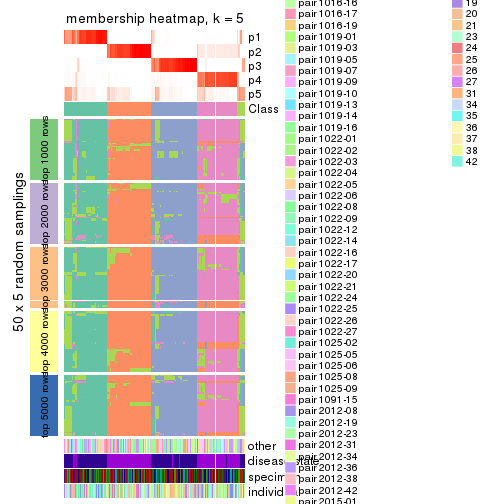 membership heatmap, k = 5
p1
p2
p3
p4
p5
Class
50 x 5 random samplings
top 1000 rows
top 2000 rows
top 3000 rows
top 4000 rows
top 5000 rows
other
disease
specim
individ
pair1016-16
pair1016-17
pair1019-01
pair1019-03
pair1019-05
pair1019-07
pair1019-09
pair1019-10
pair1019-13
pair1019-14
pair1019-16
pair1022-01
pair1022-02
pair1022-03
pair1022-04
pair1022-05
pair1022-06
pair1022-08
pair1022-09
pair1022-12
pair1022-14
pair1022-16
pair1022-17
pair1022-20
pair1022-21
pair1022-24
pair1022-25
pair1022-26
pair1022-27
pair1025-02
pair1025-05
pair1025-06
pair1025-08
pair1025-09
pair1091-15
pair2012-08
pair2012-19
pair2012-23
pair2012-31
pair2012-34
pair2012-36
pair2012-38
pair2012-42
pair2015-01
19
20
21
23
24
25
26
27
31
34
35
36
37
38
42